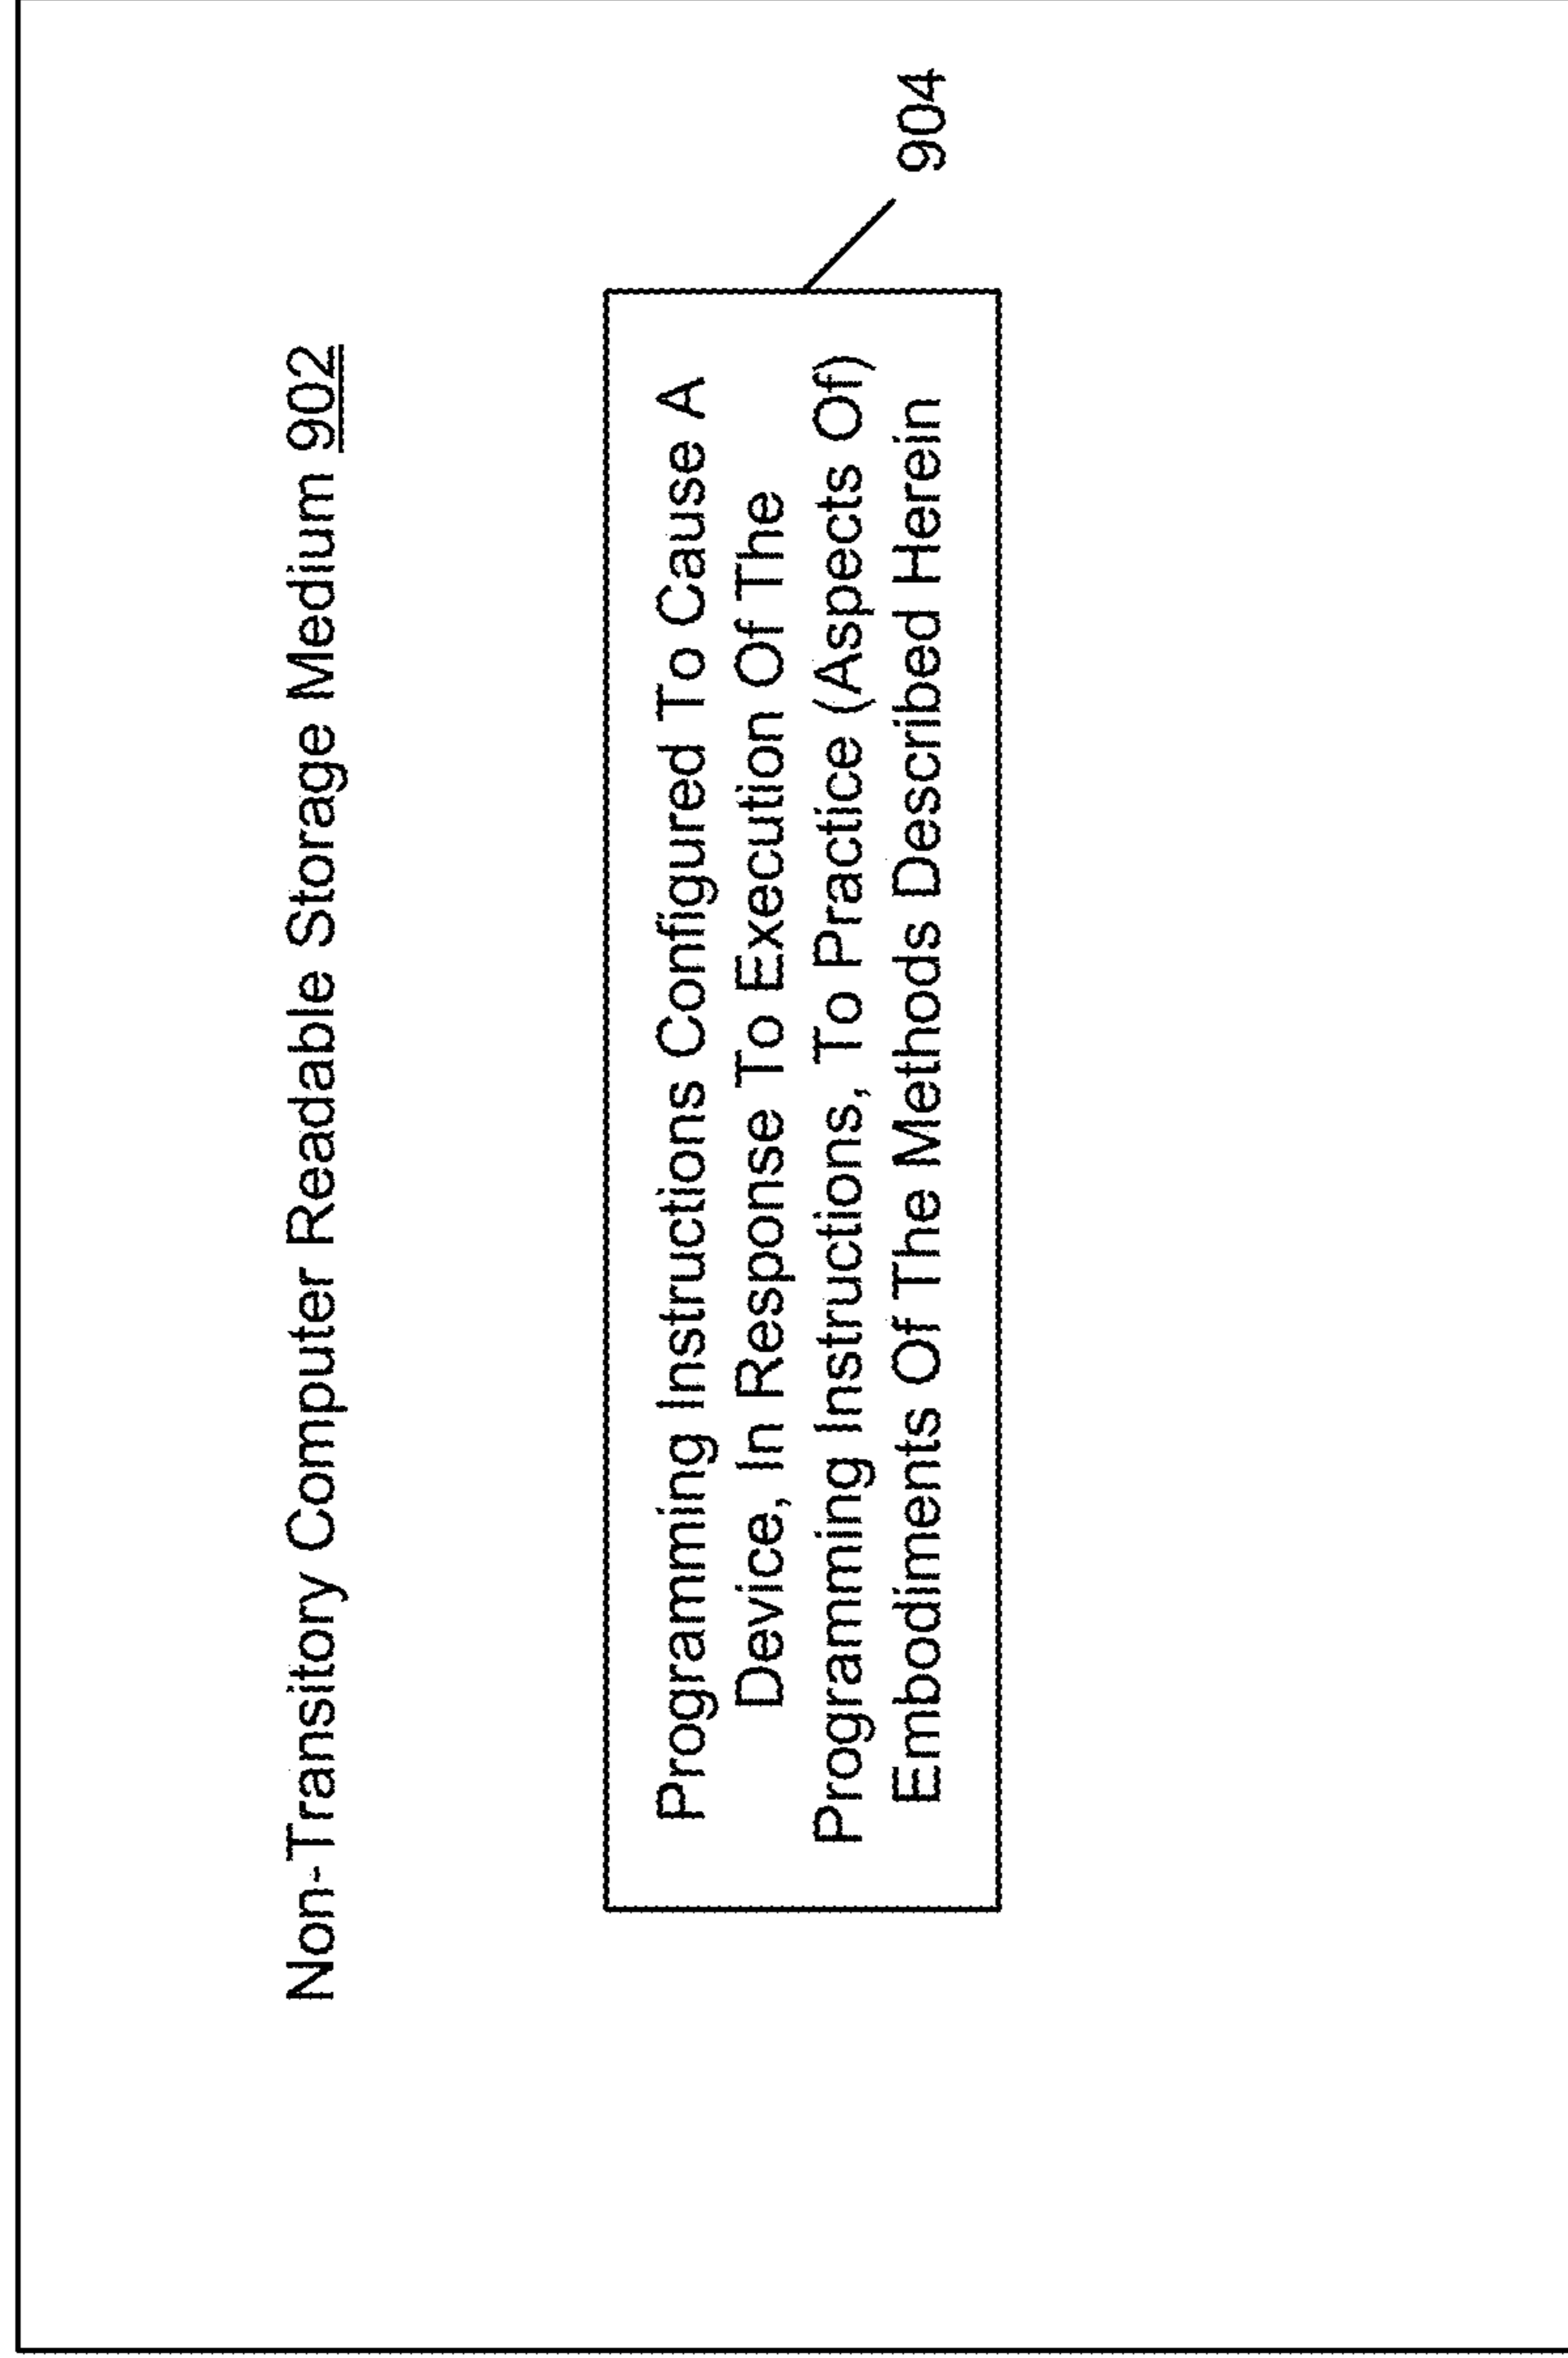 Non-Transitory Computer Readable Storage Medium 902
Programming Instructions Configured To Cause A
Device, In Response To Execution Of The
Programming Instructions, To Practice (Aspects Of)
Embodiments Of The Methods Described Herein
904